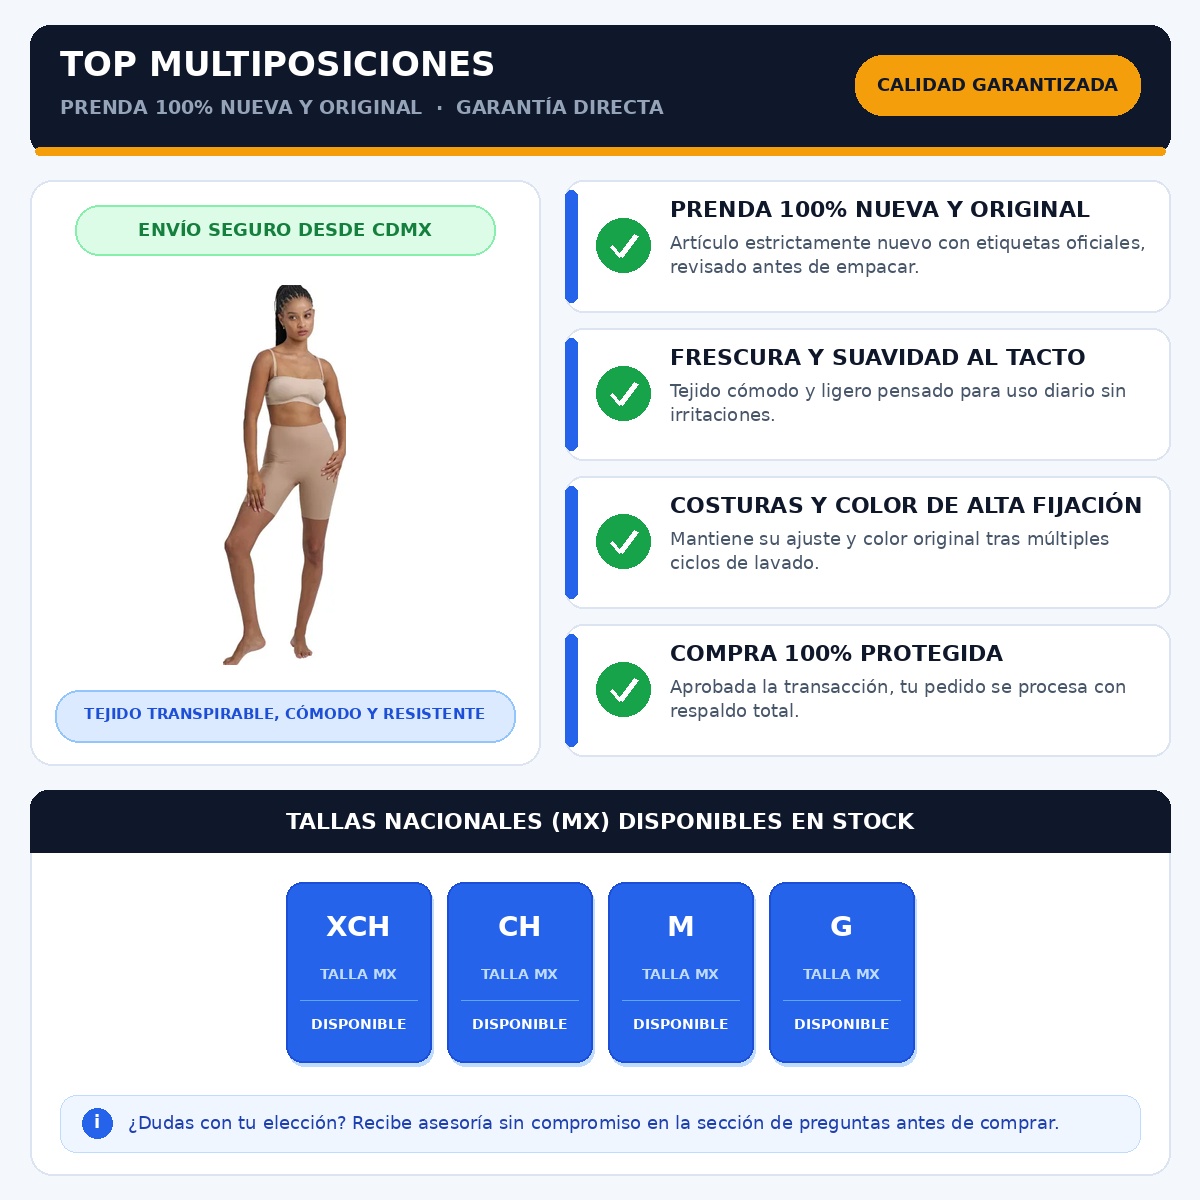 TOP MULTIPOSICIONES
PRENDA 100% NUEVA Y ORIGINAL · GARANTÍA DIRECTA
CALIDAD GARANTIZADA
ENVÍO SEGURO DESDE CDMX
TEJIDO TRANSPIRABLE, CÓMODO Y RESISTENTE
PRENDA 100% NUEVA Y ORIGINAL
Artículo estrictamente nuevo con etiquetas oficiales,
revisado antes de empacar.
FRESCURA Y SUAVIDAD AL TACTO
Tejido cómodo y ligero pensado para uso diario sin
irritaciones.
COSTURAS Y COLOR DE ALTA FIJACIÓN
Mantiene su ajuste y color original tras múltiples
ciclos de lavado.
COMPRA 100% PROTEGIDA
Aprobada la transacción, tu pedido se procesa con
respaldo total.
TALLAS NACIONALES (MX) DISPONIBLES EN STOCK
XCH
TALLA MX
DISPONIBLE
CH
TALLA MX
DISPONIBLE
M
TALLA MX
DISPONIBLE
G
TALLA MX
DISPONIBLE
i ¿Dudas con tu elección? Recibe asesoría sin compromiso en la sección de preguntas antes de comprar.